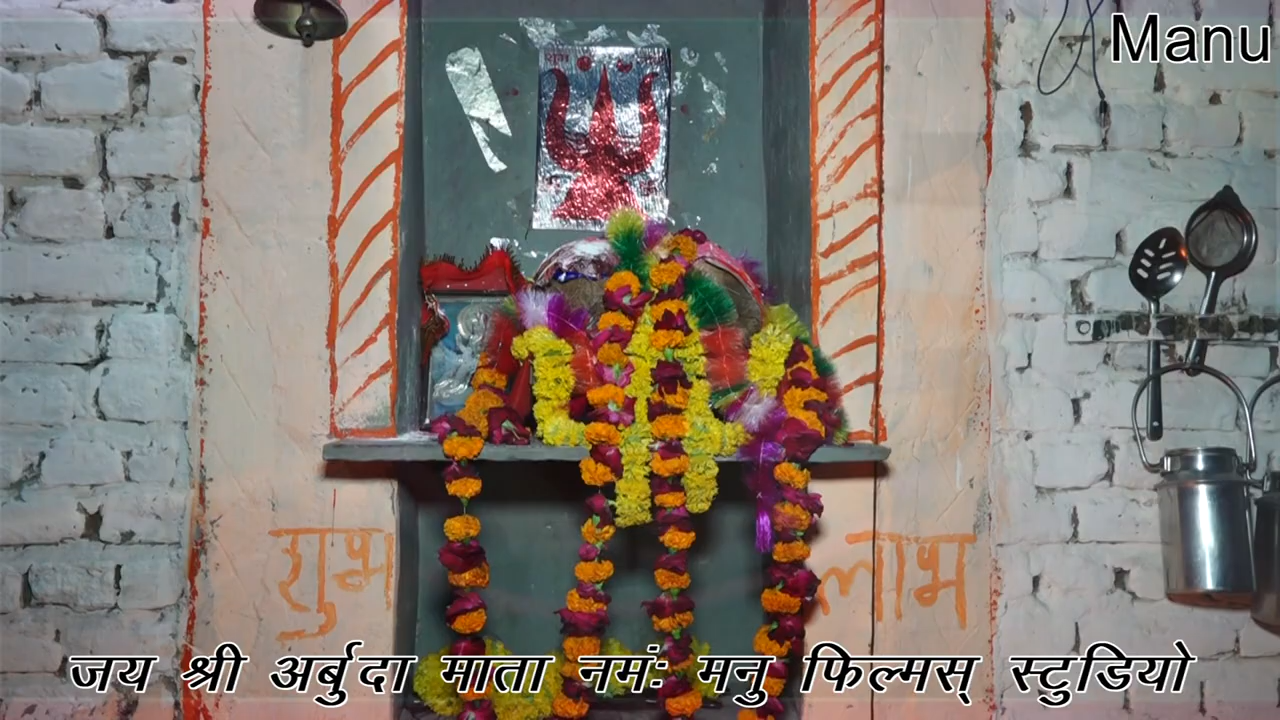 Manu
शुभ
शुभ लाभ
जय श्री अर्बुदा माता नमंः मनु फिल्मस् स्टुडियो